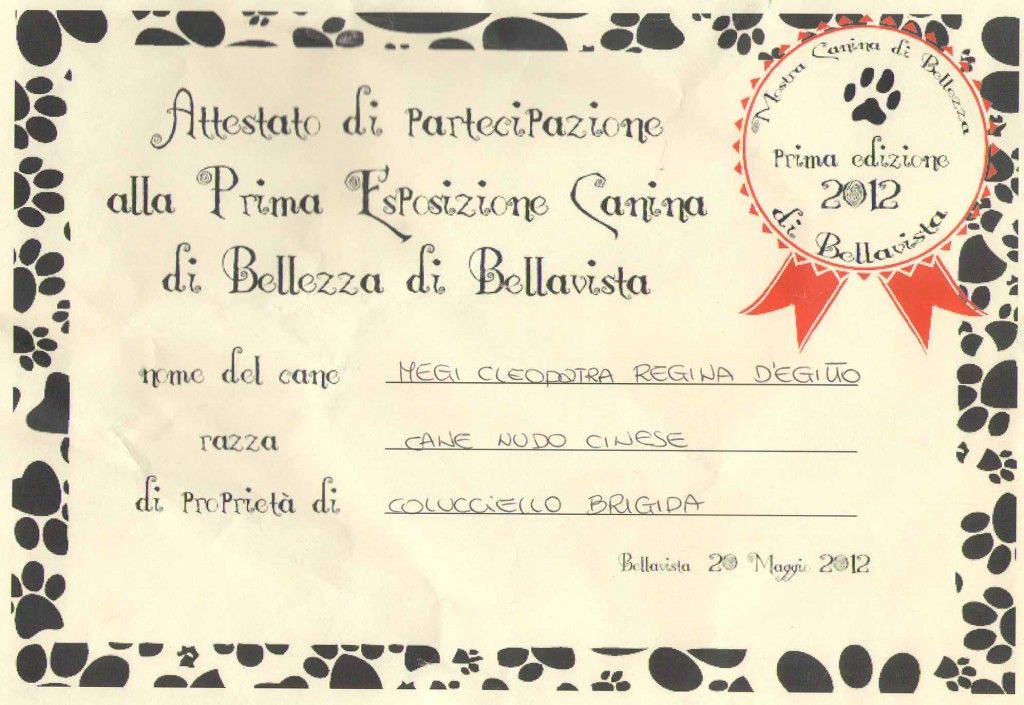 Attestato di partecipazione
alla Prima Esposizione Canina
di Bellezza di Bellavista
Mostra Canina di Bellezza
prima edizione
2012
di Bellavista
nome del cane MEGI CLEOPATRA REGINA D'EGITTO
razza CANE NUDO CINESE
di proprietà di COLUCCIELLO BRIGIDA
Bellavista 20 Maggio 2012